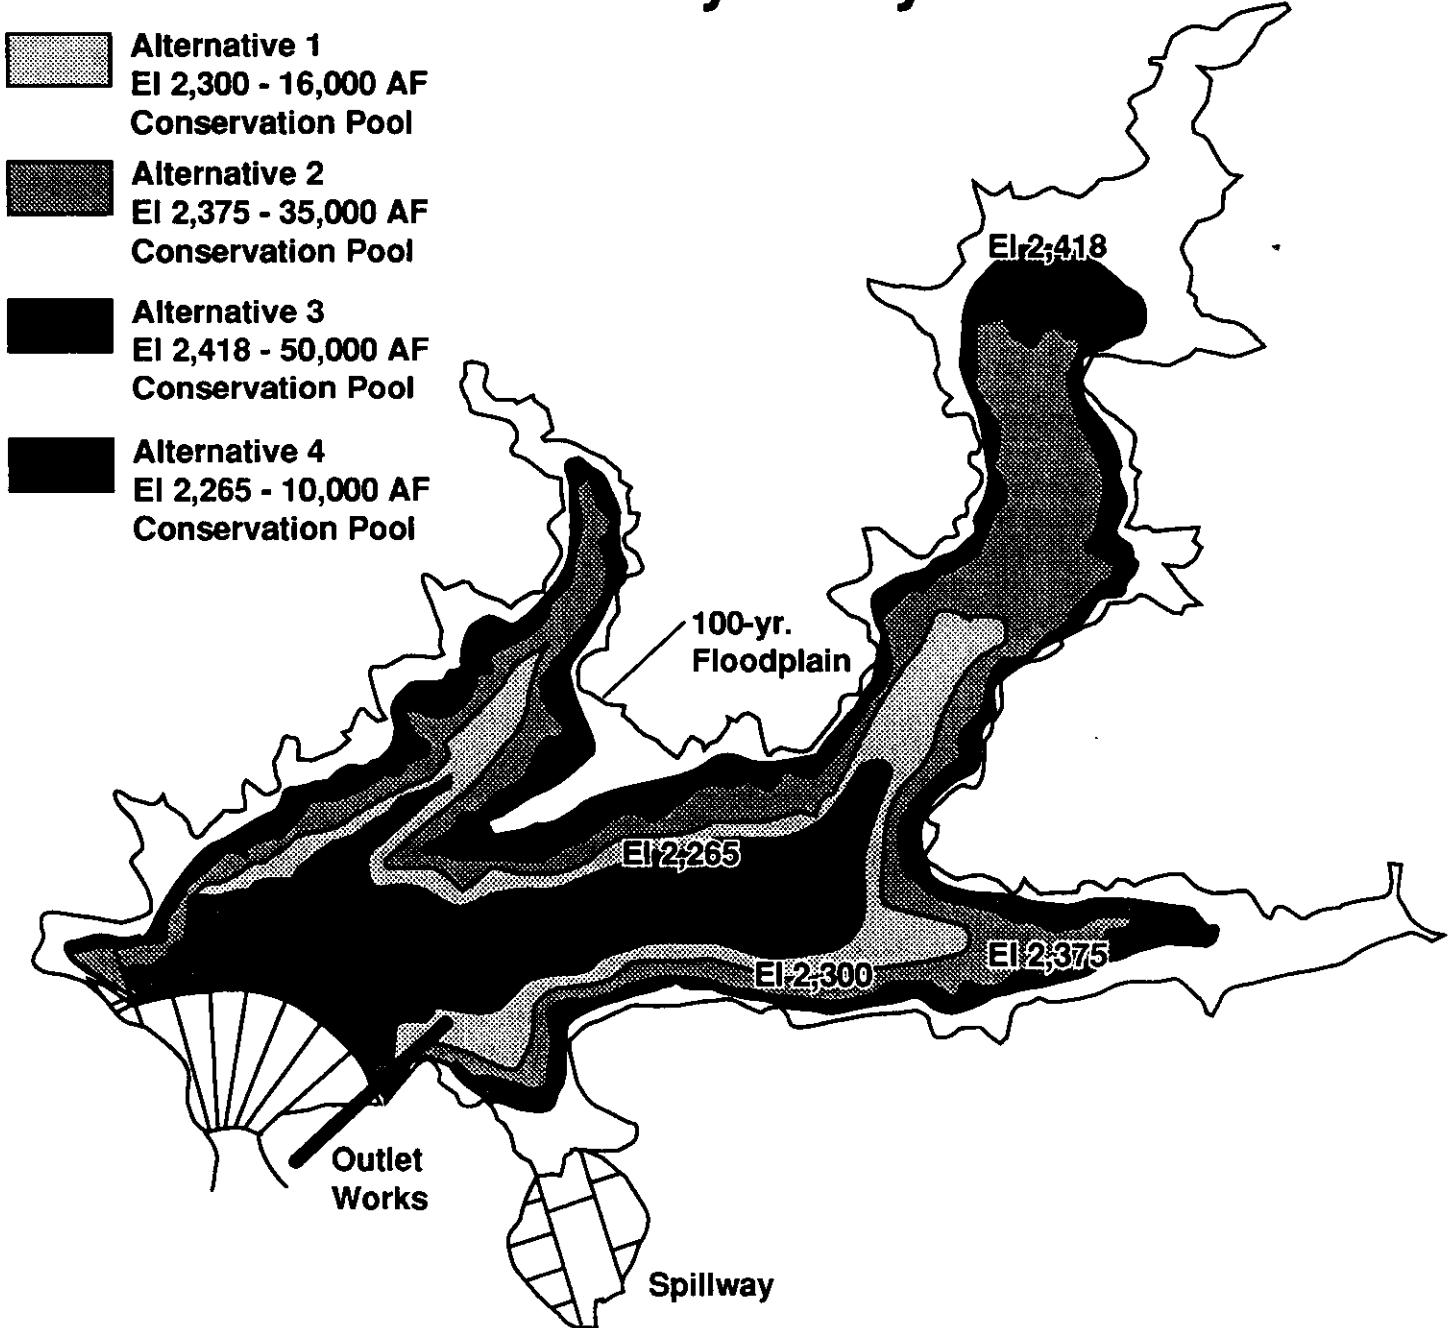 Alternative 1
El 2,300 - 16,000 AF
Conservation Pool
Alternative 2
El 2,375 - 35,000 AF
Conservation Pool
Alternative 3
El 2,418 - 50,000 AF
Conservation Pool
Alternative 4
El 2,265 - 10,000 AF
Conservation Pool
El 2,418
100-yr.
Floodplain
El 2,265
El 2,375
El 2,300
Outlet
Works
Spillway